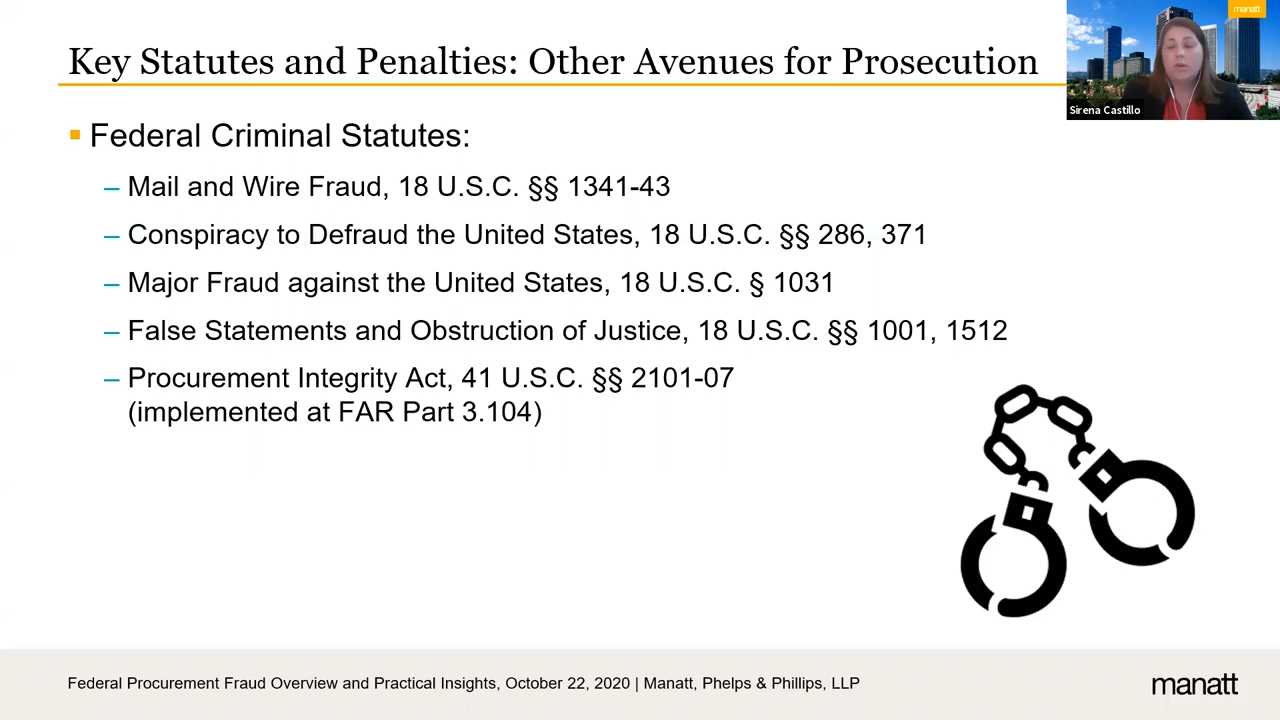 Key Statutes and Penalties: Other Avenues for Prosecution
manatt
Sirena Castillo
▪ Federal Criminal Statutes:
– Mail and Wire Fraud, 18 U.S.C. §§ 1341-43
– Conspiracy to Defraud the United States, 18 U.S.C. §§ 286, 371
– Major Fraud against the United States, 18 U.S.C. § 1031
– False Statements and Obstruction of Justice, 18 U.S.C. §§ 1001, 1512
– Procurement Integrity Act, 41 U.S.C. §§ 2101-07
(implemented at FAR Part 3.104)
Federal Procurement Fraud Overview and Practical Insights, October 22, 2020 | Manatt, Phelps & Phillips, LLP
manatt